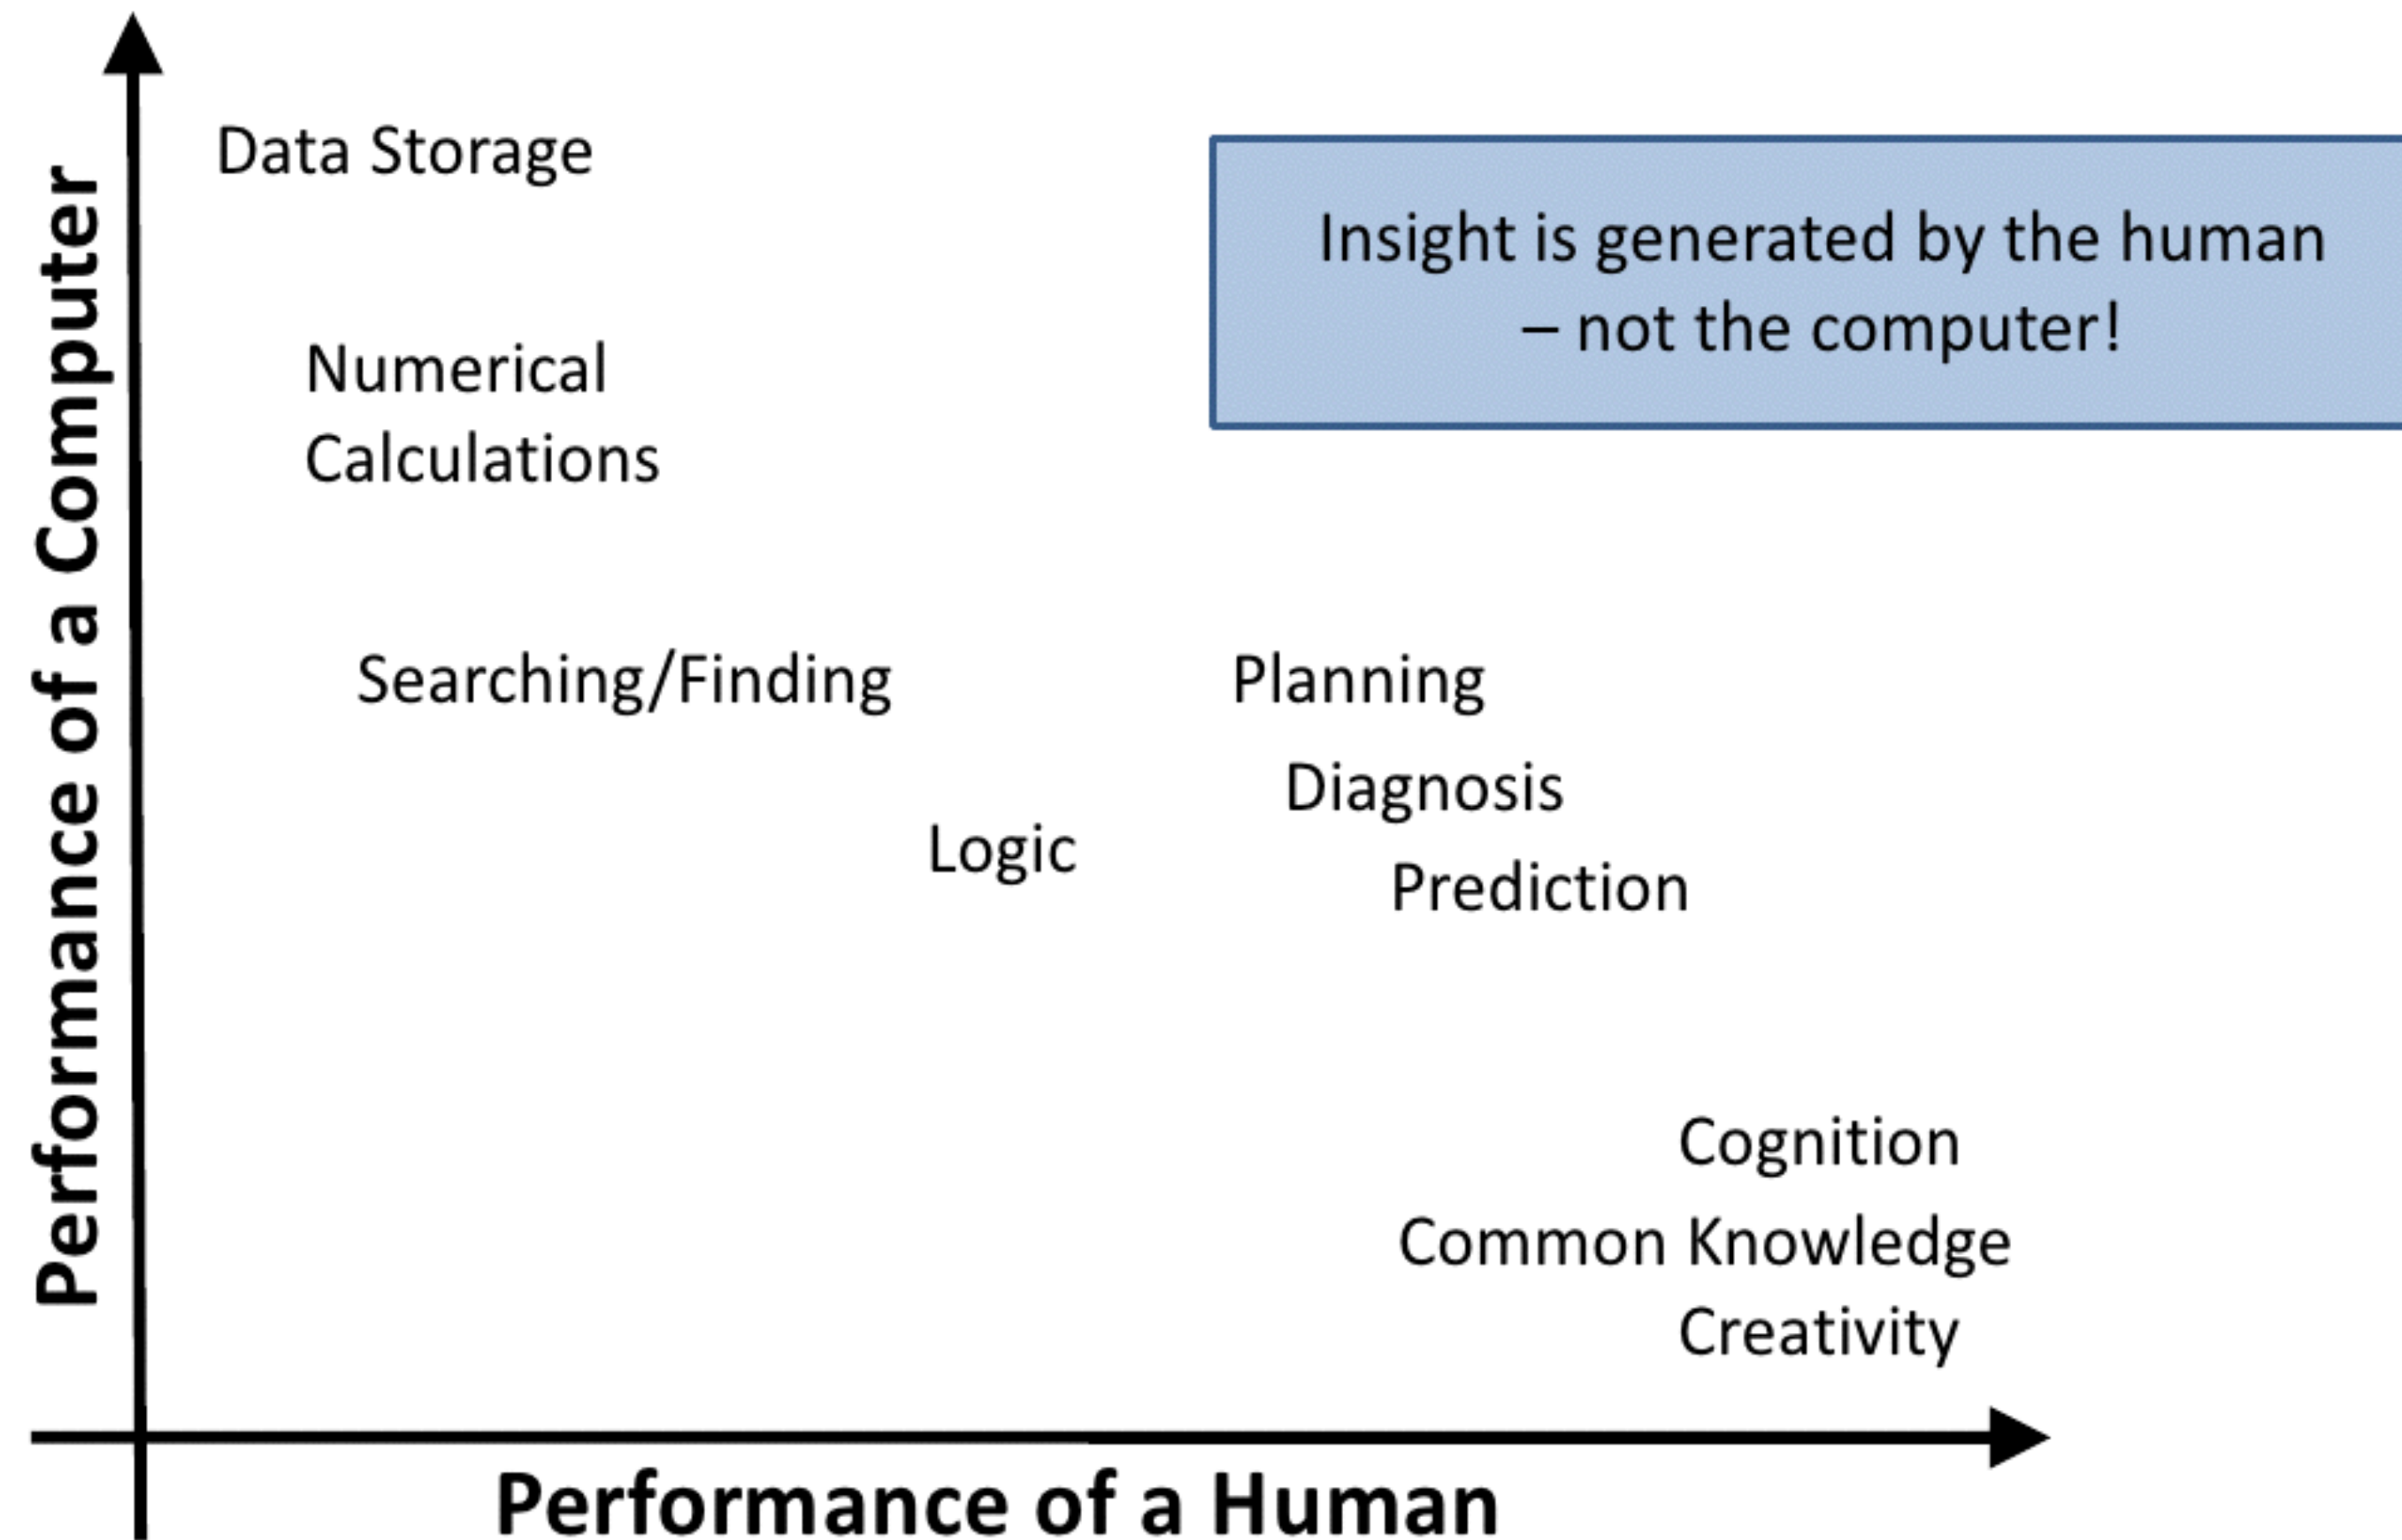 Performance of a Computer
Data Storage
Insight is generated by the human
– not the computer!
Numerical
Calculations
Searching/Finding
Planning
Diagnosis
Logic
Prediction
Cognition
Common Knowledge
Creativity
Performance of a Human